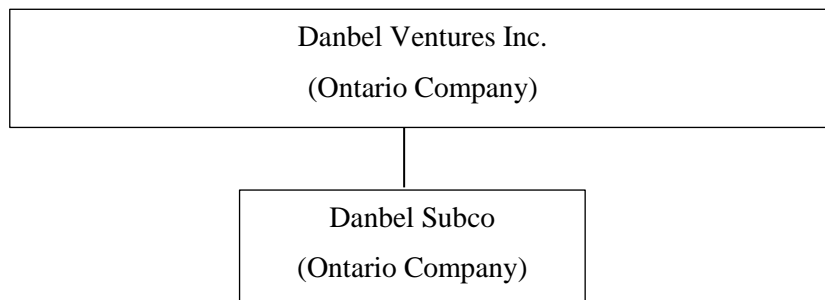 Danbel Ventures Inc.
(Ontario Company)
Danbel Subco
(Ontario Company)